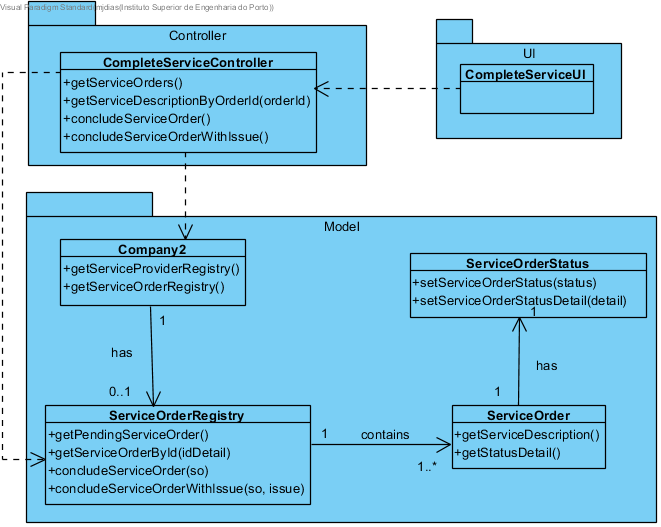 Visual Paradigm Standard(mjdias(Instituto Superior de Engenharia do Porto))
Controller
CompleteServiceController
+getServiceOrders()
+getServiceDescriptionByOrderId(orderId)
+concludeServiceOrder()
+concludeServiceOrderWithIssue()
UI
CompleteServiceUI
Model
Company2
+getServiceProviderRegistry()
+getServiceOrderRegistry()
ServiceOrderStatus
+setServiceOrderStatus(status)
+setServiceOrderStatusDetail(detail)
1
1
has
has
0..1
1
ServiceOrderRegistry
+getPendingServiceOrder()
+getServiceOrderById(idDetail)
+concludeServiceOrder(so)
+concludeServiceOrderWithIssue(so, issue)
1
contains
1..*
ServiceOrder
+getServiceDescription()
+getStatusDetail()